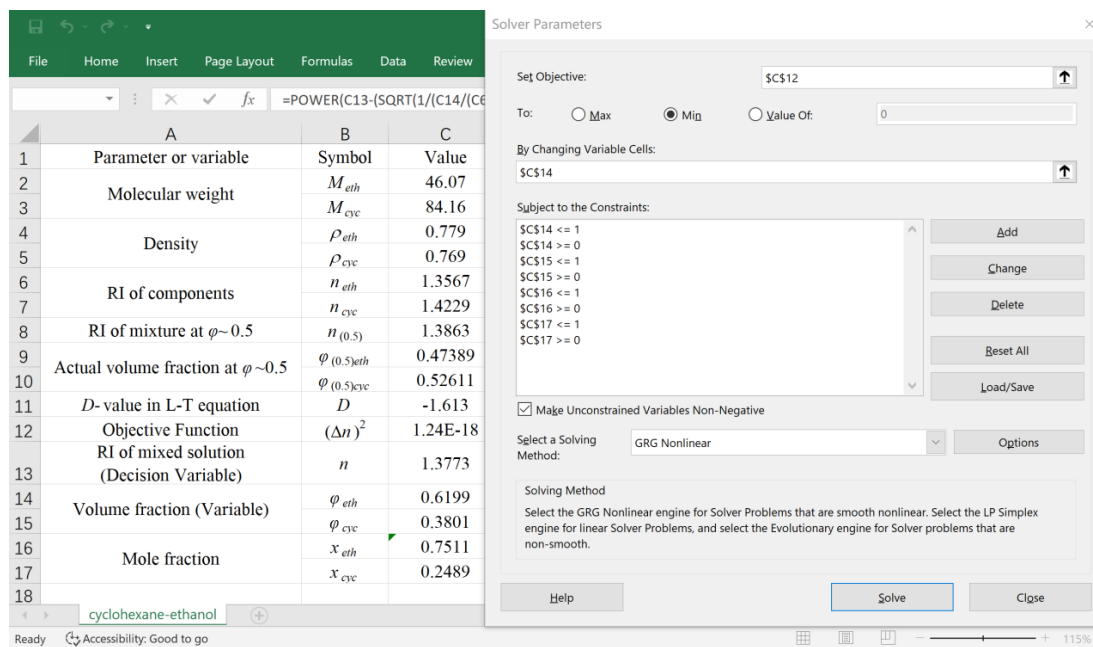 File Home Insert Page Layout Formulas Data Review
fx =POWER(C13-(SQRT(1/(C14/(C6
A B C
1 Parameter or variable Symbol Value
2 Molecular weight M eth 46.07
3 M cyc 84.16
4 Density ρ eth 0.779
5 ρ cyc 0.769
6 RI of components n eth 1.3567
7 n cyc 1.4229
8 RI of mixture at φ~0.5 n (0.5) 1.3863
9 Actual volume fraction at φ~0.5 φ (0.5)eth 0.47389
10 φ (0.5)cyc 0.52611
11 D- value in L-T equation D -1.613
12 Objective Function (Δn)² 1.24E-18
13 RI of mixed solution
(Decision Variable) n 1.3773
14 Volume fraction (Variable) φ eth 0.6199
15 φ cyc 0.3801
16 Mole fraction x eth 0.7511
17 x cyc 0.2489
18
cyclohexane-ethanol
Ready Accessibility: Good to go
115%
Solver Parameters
Set Objective: $C$12
To: Max Min Value Of: 0
By Changing Variable Cells:
$C$14
Subject to the Constraints:
$C$14 <= 1
$C$14 >= 0
$C$15 <= 1
$C$15 >= 0
$C$16 <= 1
$C$16 >= 0
$C$17 <= 1
$C$17 >= 0
Add
Change
Delete
Reset All
Load/Save
Make Unconstrained Variables Non-Negative
Select a Solving
Method: GRG Nonlinear Options
Solving Method
Select the GRG Nonlinear engine for Solver Problems that are smooth nonlinear. Select the LP Simplex
engine for linear Solver Problems, and select the Evolutionary engine for Solver problems that are
non-smooth.
Help Solve Close